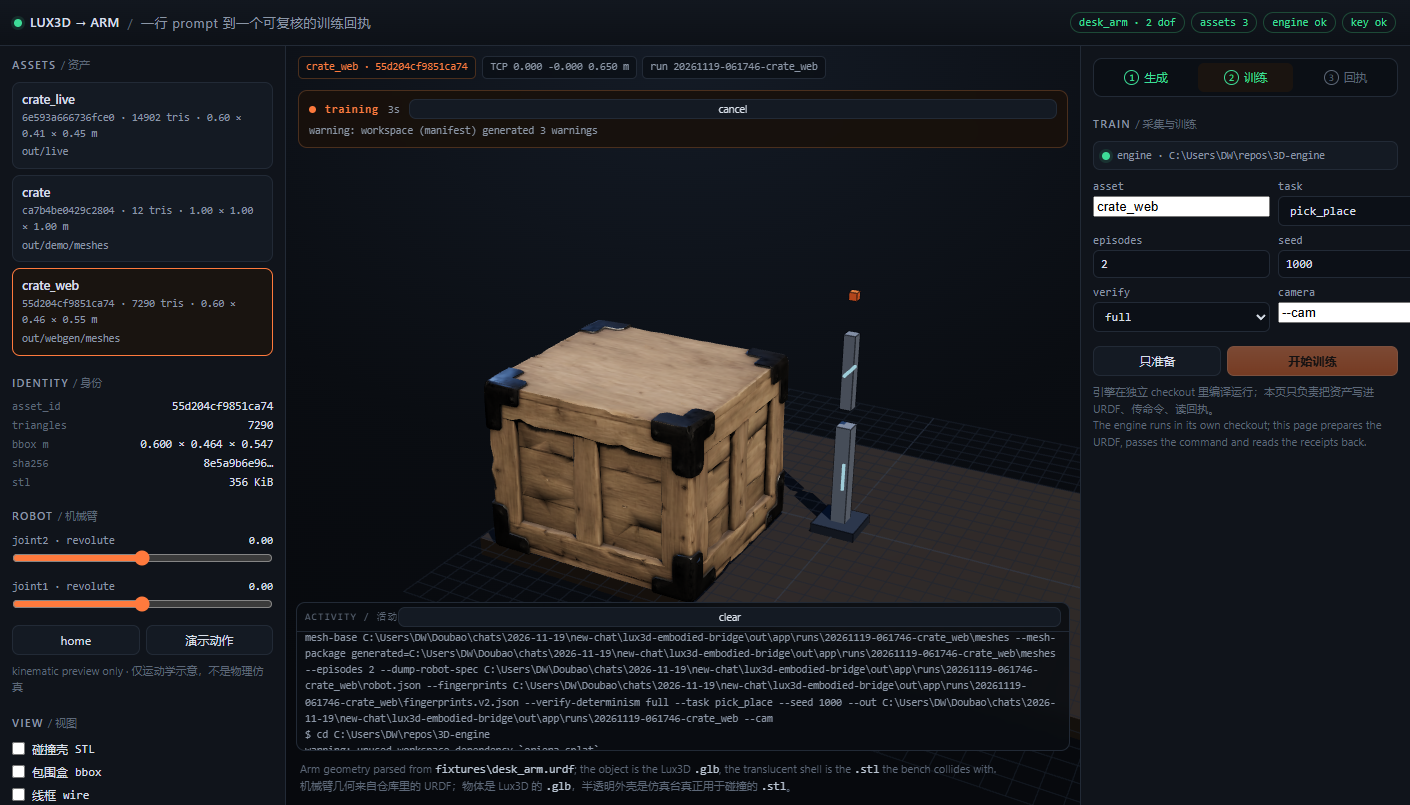 LUX3D → ARM / 一行 prompt 到一个可复核的训练回执
desk_arm · 2 dof
assets 3
engine ok
key ok
ASSETS / 资产
crate_live
6e593a666736fce0 · 14902 tris · 0.60 ×
0.41 × 0.45 m
out/live
crate
ca7b4be0429c2804 · 12 tris · 1.00 × 1.00
× 1.00 m
out/demo/meshes
crate_web
55d204cf9851ca74 · 7290 tris · 0.60 ×
0.46 × 0.55 m
out/webgen/meshes
IDENTITY / 身份
asset_id 55d204cf9851ca74
triangles 7290
bbox m 0.600 × 0.464 × 0.547
sha256 8e5a9b6e96…
stl 356 KiB
ROBOT / 机械臂
joint2 · revolute 0.00
joint1 · revolute 0.00
home
演示动作
kinematic preview only · 仅运动学示意，不是物理仿
真
VIEW / 视图
碰撞壳 STL
包围盒 bbox
线框 wire
crate_web · 55d204cf9851ca74
TCP 0.000 -0.000 0.650 m
run 20261119-061746-crate_web
training 3s cancel
warning: workspace (manifest) generated 3 warnings
ACTIVITY / 活动 clear
mesh-base C:\Users\DW\Doubao\chats\2026-11-19\new-chat\lux3d-embodied-bridge\out\app\runs\20261119-061746-crate_web\meshes --mesh-
package generated=C:\Users\DW\Doubao\chats\2026-11-19\new-chat\lux3d-embodied-bridge\out\app\runs\20261119-061746-crate_web\meshes
--episodes 2 --dump-robot-spec C:\Users\DW\Doubao\chats\2026-11-19\new-chat\lux3d-embodied-bridge\out\app\runs\20261119-061746-
crate_web\robot.json --fingerprints C:\Users\DW\Doubao\chats\2026-11-19\new-chat\lux3d-embodied-bridge\out\app\runs\20261119-
061746-crate_web\fingerprints.v2.json --verify-determinism full --task pick_place --seed 1000 --out C:\Users\DW\Doubao\chats\2026-
11-19\new-chat\lux3d-embodied-bridge\out\app\runs\20261119-061746-crate_web --cam
$ cd C:\Users\DW\repos\3D-engine
warning: unused workspace dependency
Arm geometry parsed from fixtures\desk_arm.urdf; the object is the Lux3D .glb, the translucent shell is the .stl the bench collides with.
机械臂几何来自仓库里的 URDF；物体是 Lux3D 的 .glb，半透明外壳是仿真台真正用于碰撞的 .stl。
1 生成
2 训练
3 回执
TRAIN / 采集与训练
engine · C:\Users\DW\repos\3D-engine
asset task
crate_web pick_place
episodes seed
2 1000
verify camera
full --cam
只准备
开始训练
引擎在独立 checkout 里编译运行；本页只负责把资产写进
URDF、传命令、读回执。
The engine runs in its own checkout; this page prepares the
URDF, passes the command and reads the receipts back.